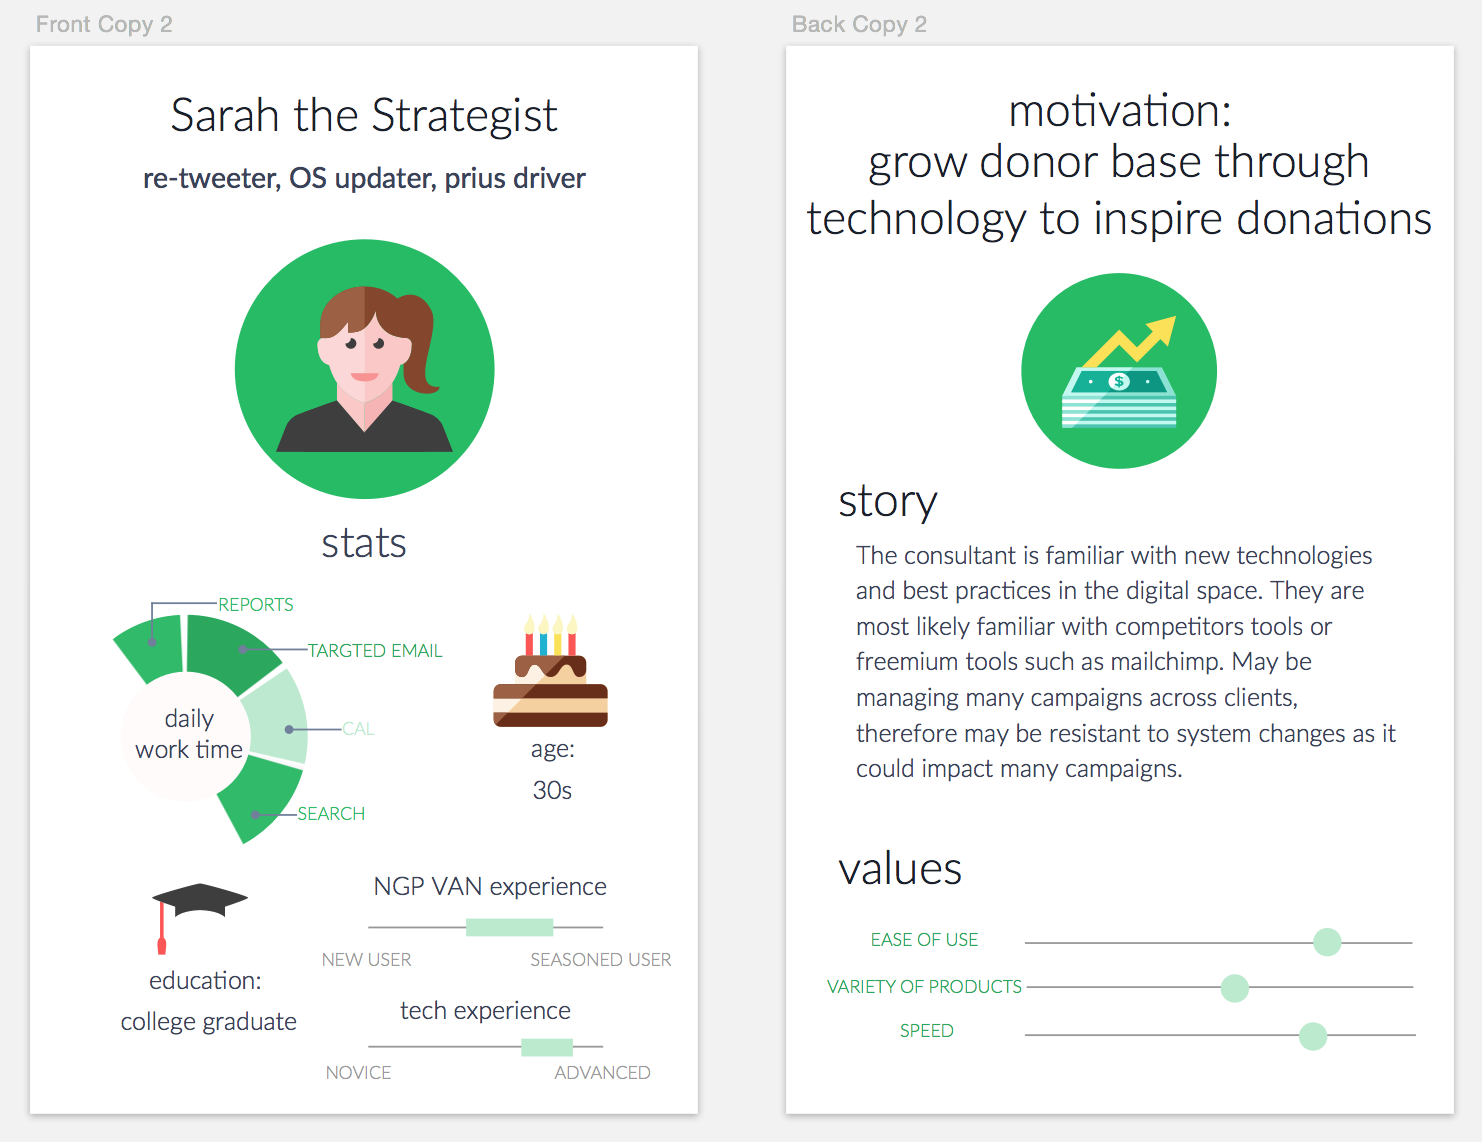 Front Copy 2
Sarah the Strategist
re-tweeter, OS updater, prius driver
stats
REPORTS
TARGTED EMAIL
CAL
SEARCH
daily
work time
age:
30s
education:
college graduate
NGP VAN experience
NEW USER
SEASONED USER
tech experience
NOVICE
ADVANCED
Back Copy 2
motivation:
grow donor base through
technology to inspire donations
$
story
The consultant is familiar with new technologies
and best practices in the digital space. They are
most likely familiar with competitors tools or
freemium tools such as mailchimp. May be
managing many campaigns across clients,
therefore may be resistant to system changes as it
could impact many campaigns.
values
EASE OF USE
VARIETY OF PRODUCTS
SPEED